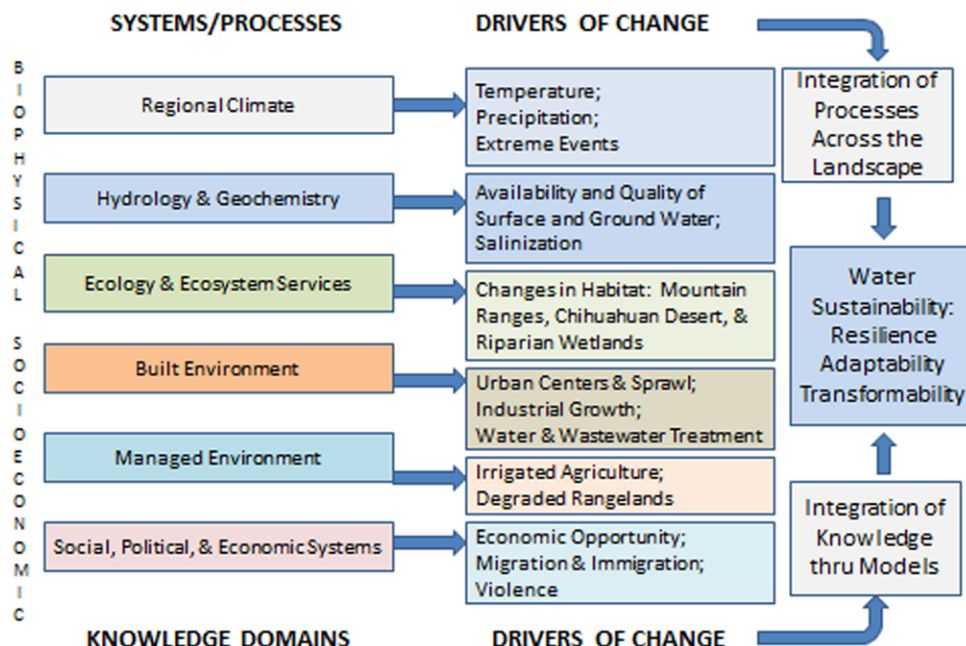 SYSTEMS/PROCESSES
DRIVERS OF CHANGE
BIOPHYSICAL
SOCIOECONOMIC
Regional Climate
Temperature;
Precipitation;
Extreme Events
Hydrology & Geochemistry
Availability and Quality of
Surface and Ground Water;
Salinization
Ecology & Ecosystem Services
Changes in Habitat: Mountain
Ranges, Chihuahuan Desert, &
Riparian Wetlands
Built Environment
Urban Centers & Sprawl;
Industrial Growth;
Water & Wastewater Treatment
Managed Environment
Irrigated Agriculture;
Degraded Rangelands
Social, Political, & Economic Systems
Economic Opportunity;
Migration & Immigration;
Violence
Integration of
Processes
Across the
Landscape
Water
Sustainability:
Resilience
Adaptability
Transformability
Integration of
Knowledge
thru Models
KNOWLEDGE DOMAINS
DRIVERS OF CHANGE